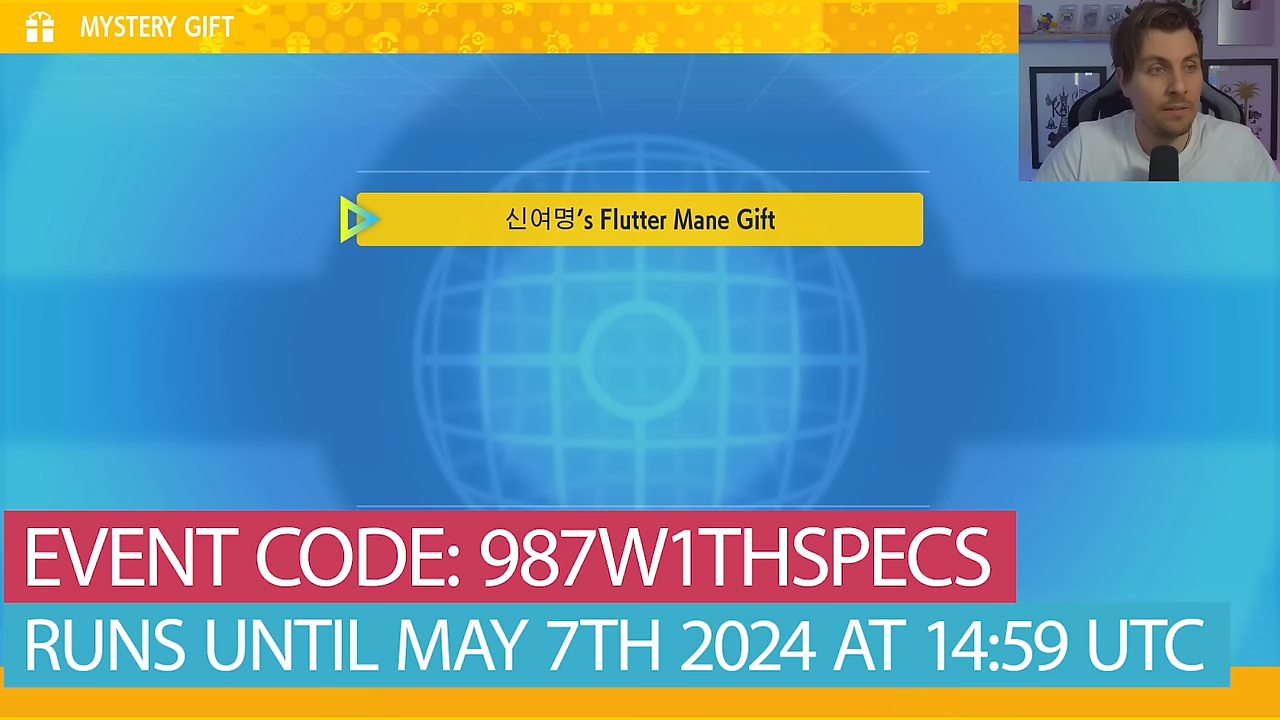 MYSTERY GIFT
신여명's Flutter Mane Gift
EVENT CODE: 987W1THSPECS
RUNS UNTIL MAY 7TH 2024 AT 14:59 UTC